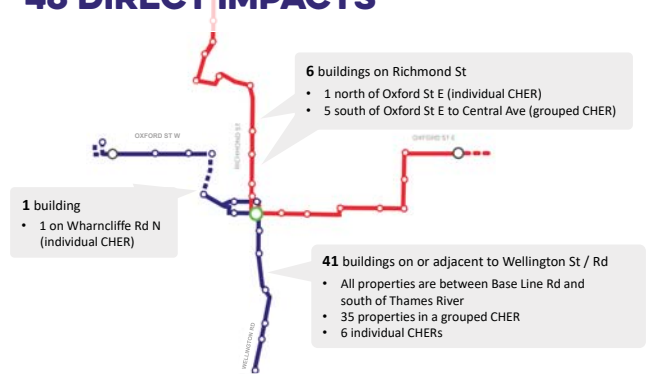 48 DIRECT IMPACTS
6 buildings on Richmond St
• 1 north of Oxford St E (individual CHER)
• 5 south of Oxford St E to Central Ave (grouped CHER)
OXFORD ST W
RICHMOND ST
OXFORD ST E
1 building
• 1 on Wharncliffe Rd N
(individual CHER)
41 buildings on or adjacent to Wellington St / Rd
• All properties are between Base Line Rd and
south of Thames River
• 35 properties in a grouped CHER
• 6 individual CHERs
WELLINGTON RD